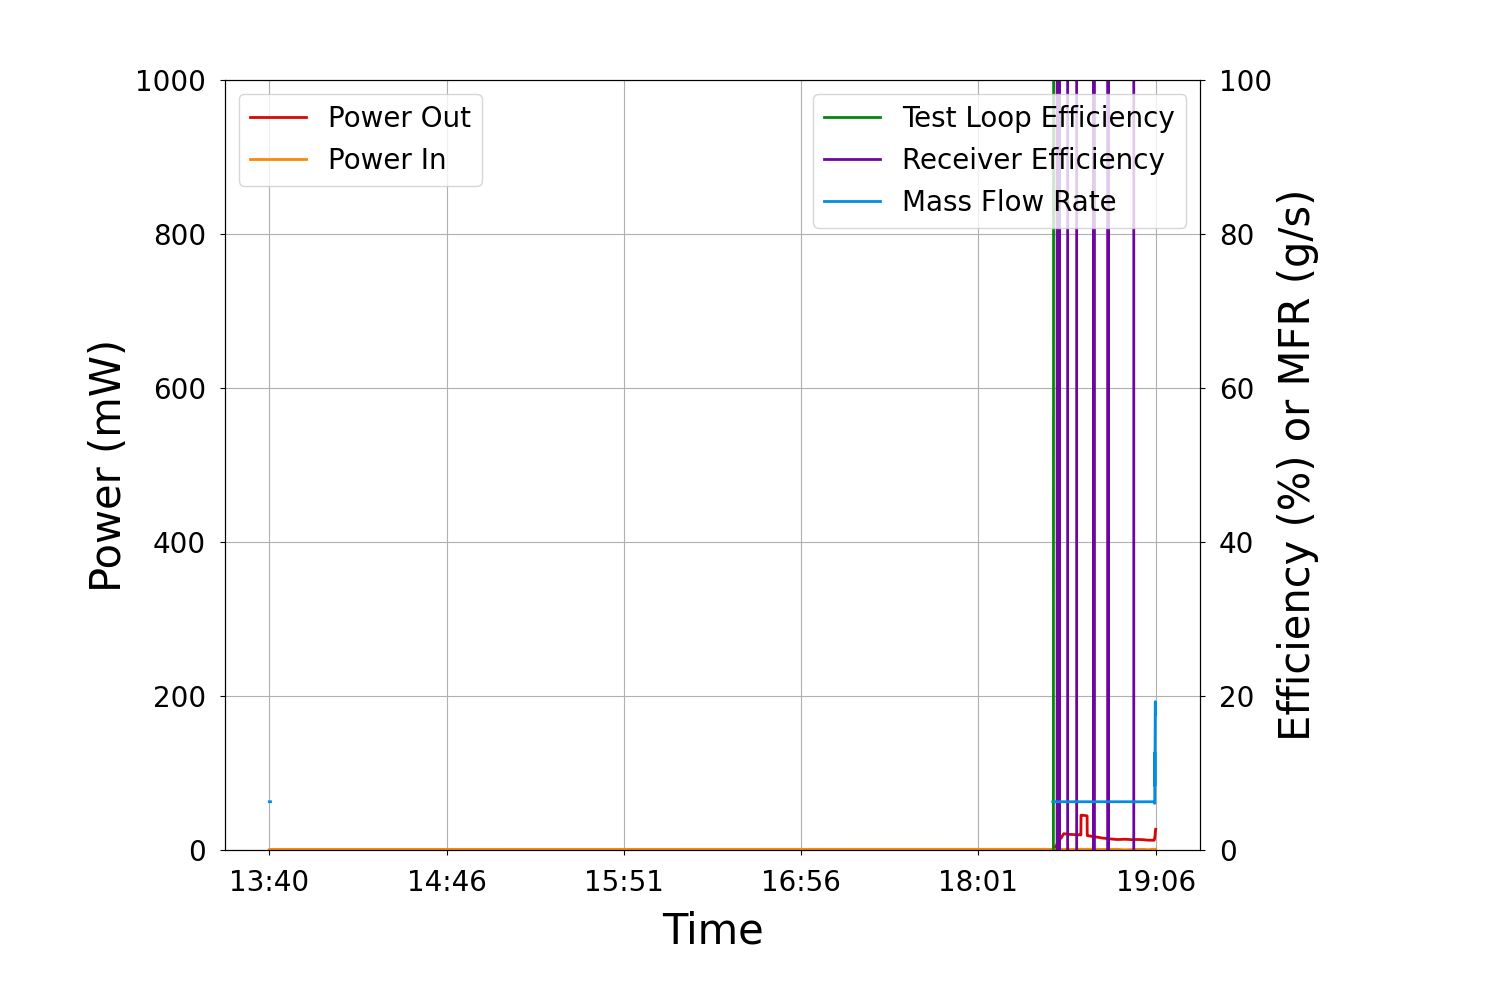 1000
800
600
400
200
0
Power (mW)
Power Out
Power In
Test Loop Efficiency
Receiver Efficiency
Mass Flow Rate
100
80
60
40
20
0
Efficiency (%) or MFR (g/s)
13:40 14:46 15:51 16:56 18:01 19:06
Time